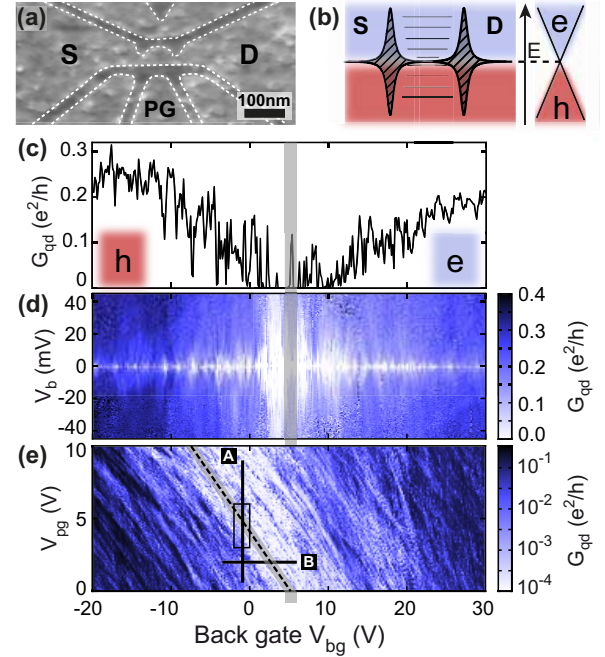 (a)
S
D
PG
100nm
(b)
S
D
E
e
h
(c)
G_qd (e²/h)
0.3
0.2
0.1
0
h
e
(d)
V_b (mV)
40
20
0
-20
-40
0.4
0.3
0.2
0.1
0.0
G_qd (e²/h)
(e)
V_pg (V)
10
5
0
A
B
10⁻¹
10⁻²
10⁻³
10⁻⁴
G_qd (e²/h)
-20
-10
0
10
20
30
Back gate V_bg (V)